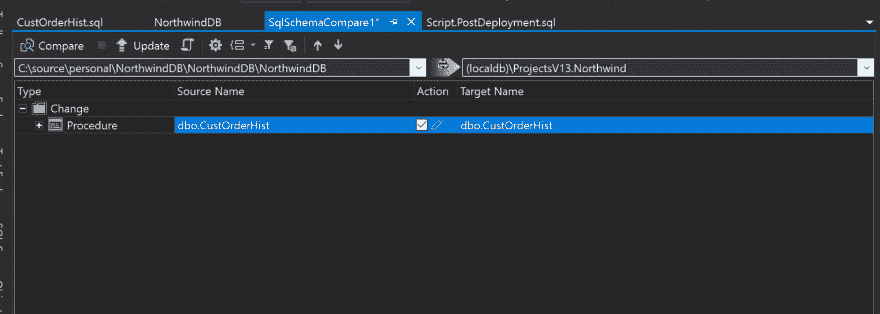 CustOrderHist.sql NorthwindDB SqlSchemaCompare1* Script.PostDeployment.sql
Compare Update
C:\source\personal\NorthwindDB\NorthwindDB\NorthwindDB (localdb)\ProjectsV13.Northwind
Type Source Name Action Target Name
Change
Procedure dbo.CustOrderHist dbo.CustOrderHist